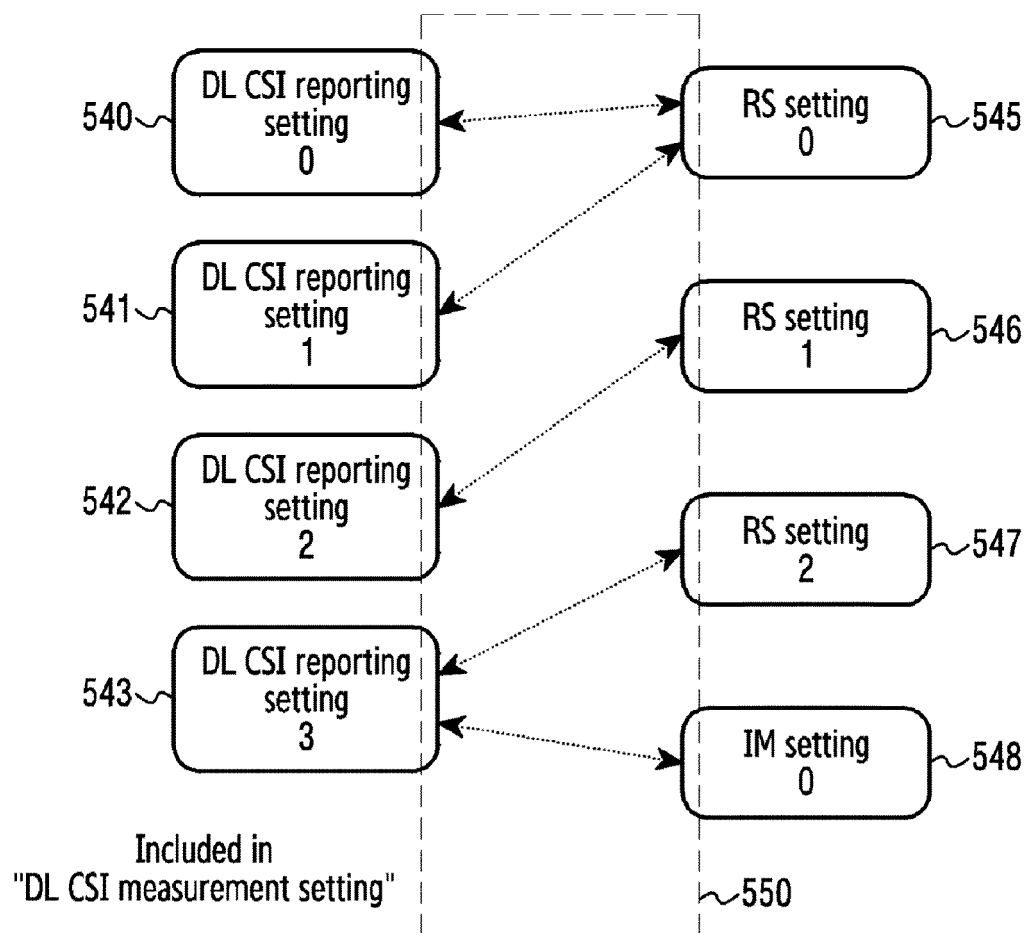 DL CSI reporting
setting
0
540
RS setting
0
545
DL CSI reporting
setting
1
541
RS setting
1
546
DL CSI reporting
setting
2
542
RS setting
2
547
DL CSI reporting
setting
3
543
IM setting
0
548
Included in
"DL CSI measurement setting"
550